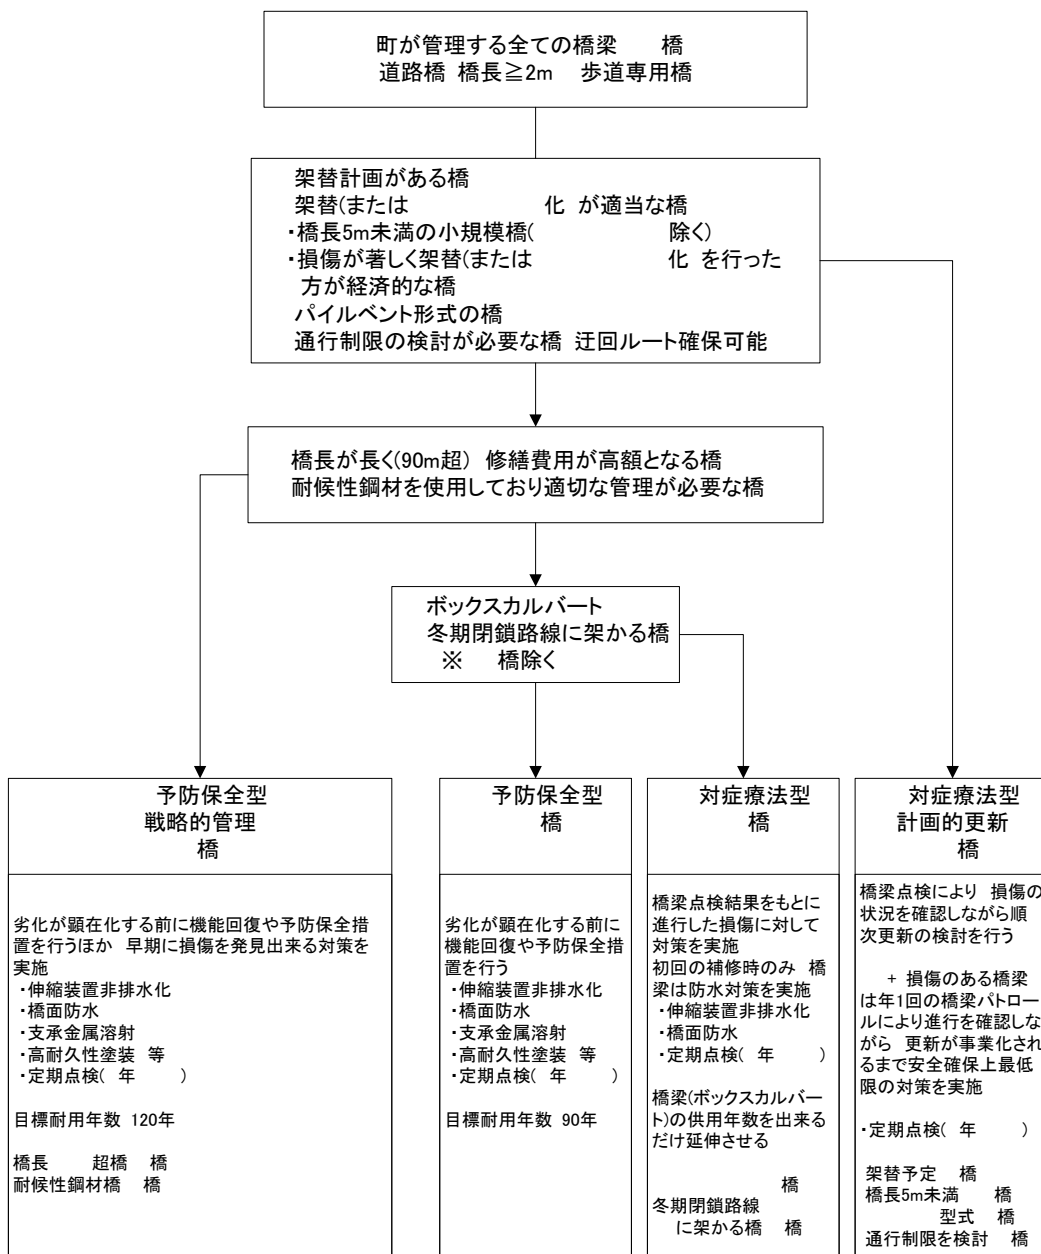 町が管理する全ての橋梁　　橋
道路橋 橋長≧2m　歩道専用橋
架替計画がある橋
架替(または　　　　　化 が適当な橋
・橋長5m未満の小規模橋(　　　　　除く)
・損傷が著しく架替(または　　　　　化 を行った
方が経済的な橋
パイルベント形式の橋
通行制限の検討が必要な橋 迂回ルート確保可能
橋長が長く(90m超) 修繕費用が高額となる橋
耐候性鋼材を使用しており適切な管理が必要な橋
ボックスカルバート
冬期閉鎖路線に架かる橋
※　橋除く
予防保全型
戦略的管理
橋
劣化が顕在化する前に機能回復や予防保全措
置を行うほか 早期に損傷を発見出来る対策を
実施
・伸縮装置非排水化
・橋面防水
・支承金属溶射
・高耐久性塗装 等
・定期点検( 年　　)
目標耐用年数 120年
橋長　　超橋 橋
耐候性鋼材橋 橋
予防保全型
橋
劣化が顕在化する前に
機能回復や予防保全措
置を行う
・伸縮装置非排水化
・橋面防水
・支承金属溶射
・高耐久性塗装 等
・定期点検( 年　　)
目標耐用年数 90年
対症療法型
橋
橋梁点検結果をもとに
進行した損傷に対して
対策を実施
初回の補修時のみ 橋
梁は防水対策を実施
・伸縮装置非排水化
・橋面防水
・定期点検( 年　　)
橋梁(ボックスカルバー
ト)の供用年数を出来る
だけ延伸させる
橋
冬期閉鎖路線
に架かる橋 橋
対症療法型
計画的更新
橋
橋梁点検により 損傷の
状況を確認しながら順
次更新の検討を行う
+ 損傷のある橋梁
は年1回の橋梁パトロー
ルにより進行を確認しな
がら 更新が事業化され
るまで安全確保上最低
限の対策を実施
・定期点検( 年　　)
架替予定 橋
橋長5m未満　橋
型式 橋
通行制限を検討 橋